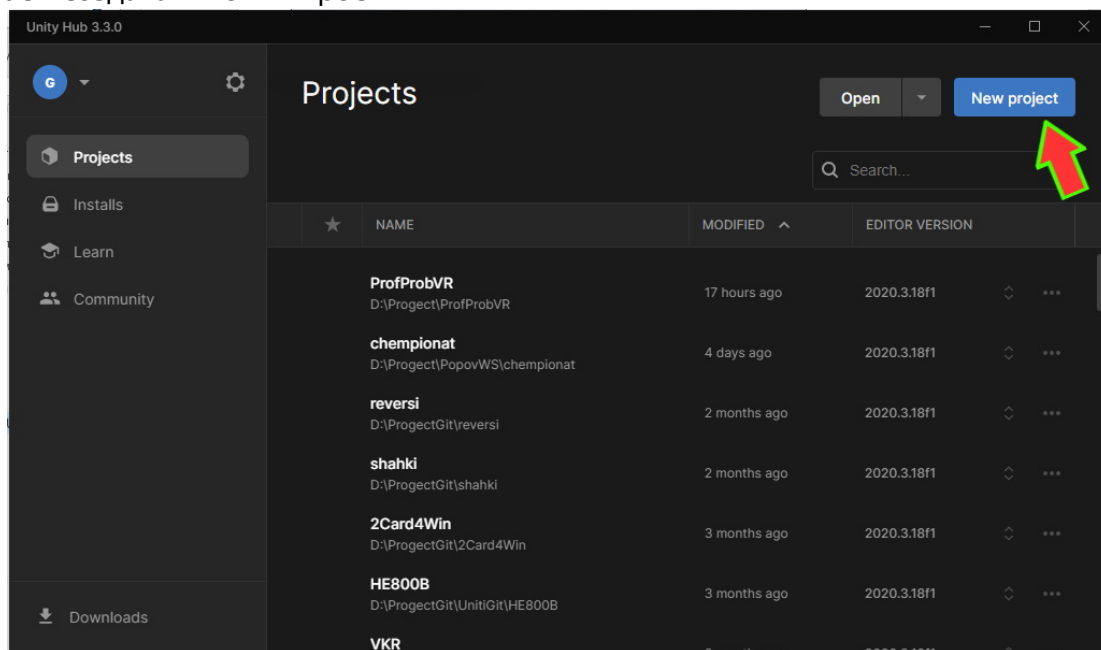 Unity Hub 3.3.0
G
Projects
Open
New project
Projects
Search...
Installs
Learn
Community
NAME MODIFIED EDITOR VERSION
ProfProbVR
D:\Progect\ProfProbVR
17 hours ago 2020.3.18f1
chempionat
D:\Progect\PopovWS\chempionat
4 days ago 2020.3.18f1
reversi
D:\ProgectGit\reversi
2 months ago 2020.3.18f1
shahki
D:\ProgectGit\shahki
2 months ago 2020.3.18f1
2Card4Win
D:\ProgectGit\2Card4Win
3 months ago 2020.3.18f1
HE800B
D:\ProgectGit\UnitiGit\HE800B
3 months ago 2020.3.18f1
VKR
Downloads